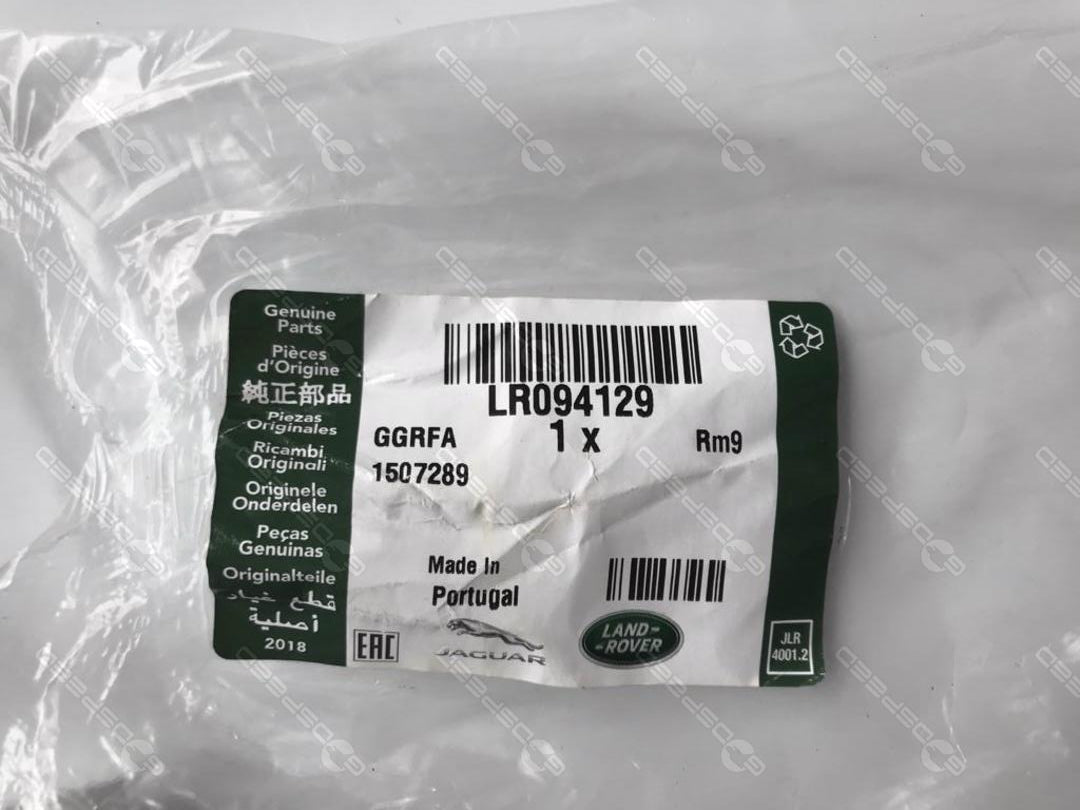 Genuine
Parts
Pièces
d'Origine
純正部品
Piezas
Originales
Ricambi
Originali
Originele
Onderdelen
Peças
Genuinas
Originalteile
قطع غيار
أصلية
2018
LR094129
1 x
GGRFA
Rm9
1507289
Made In
Portugal
EAC
JAGUAR
LAND-
-ROVER
JLR
4001.2